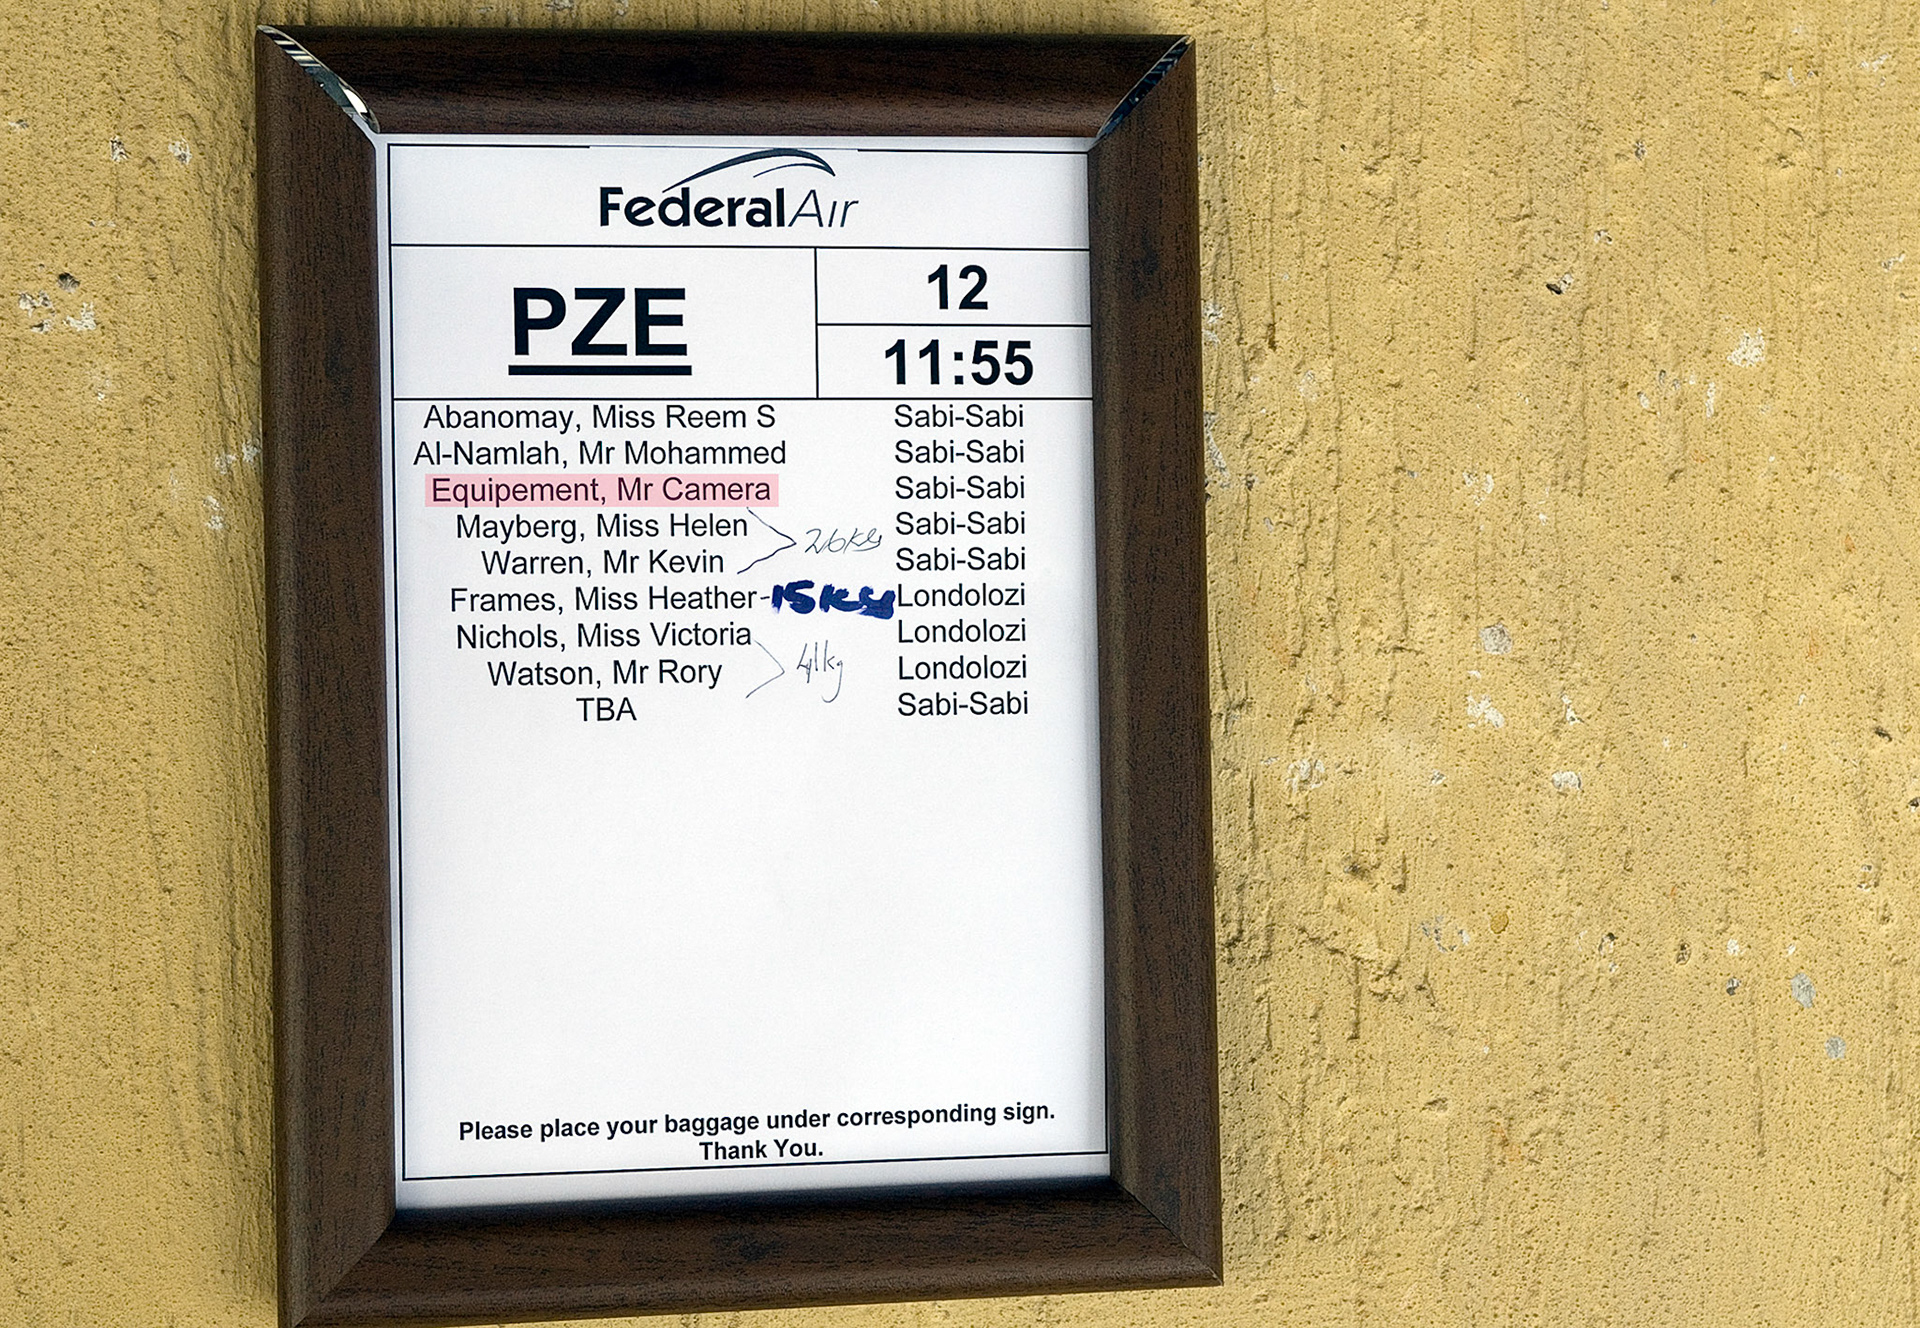 FederalAir
PZE
12
11:55
Abanomay, Miss Reem S Sabi-Sabi
Al-Namlah, Mr Mohammed Sabi-Sabi
Equipement, Mr Camera Sabi-Sabi
Mayberg, Miss Helen Sabi-Sabi
26kg
Warren, Mr Kevin Sabi-Sabi
Frames, Miss Heather -15kg Londolozi
Nichols, Miss Victoria Londolozi
41kg
Watson, Mr Rory Londolozi
TBA Sabi-Sabi
Please place your baggage under corresponding sign.
Thank You.